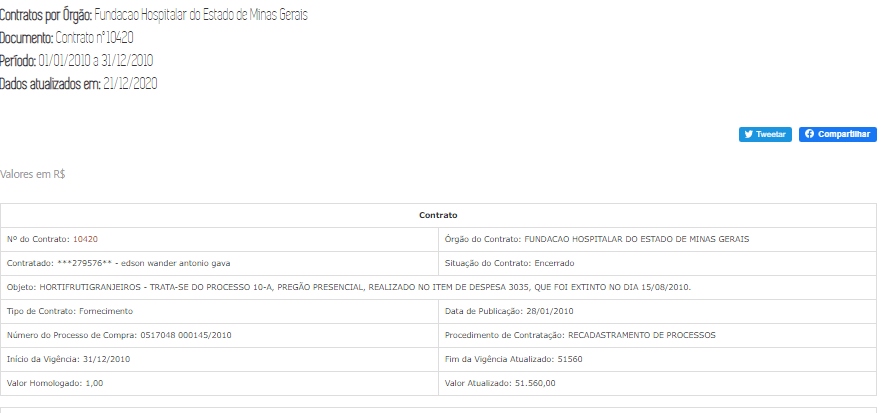 Contratos por Órgão: Fundacao Hospitalar do Estado de Minas Gerais
Documento: Contrato nº10420
Período: 01/01/2010 a 31/12/2010
Dados atualizados em: 21/12/2020
Tweetar Compartilhar
Valores em R$
Contrato
Nº do Contrato: 10420 Órgão do Contrato: FUNDACAO HOSPITALAR DO ESTADO DE MINAS GERAIS
Contratado: ***279576** - edson wander antonio gava Situação do Contrato: Encerrado
Objeto: HORTIFRUTIGRANJEIROS - TRATA-SE DO PROCESSO 10-A, PREGÃO PRESENCIAL, REALIZADO NO ITEM DE DESPESA 3035, QUE FOI EXTINTO NO DIA 15/08/2010.
Tipo de Contrato: Fornecimento Data de Publicação: 28/01/2010
Número do Processo de Compra: 0517048 000145/2010 Procedimento de Contratação: RECADASTRAMENTO DE PROCESSOS
Início da Vigência: 31/12/2010 Fim da Vigência Atualizado: 51560
Valor Homologado: 1,00 Valor Atualizado: 51.560,00